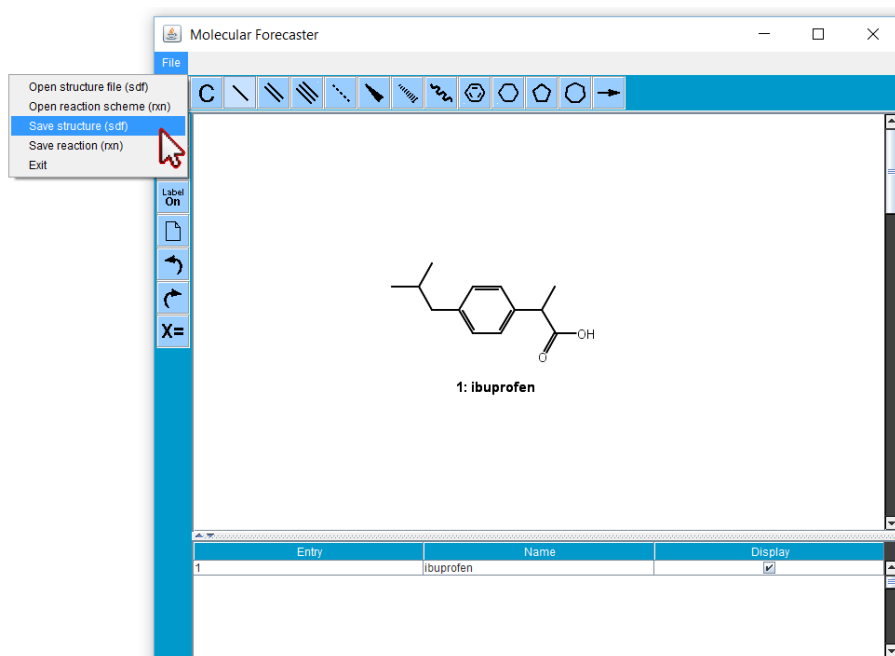 Molecular Forecaster
File
Open structure file (sdf)
Open reaction scheme (rxn)
Save structure (sdf)
Save reaction (rxn)
Exit
C
Label
On
X=
OH
O
1: ibuprofen
Entry Name Display
1 ibuprofen